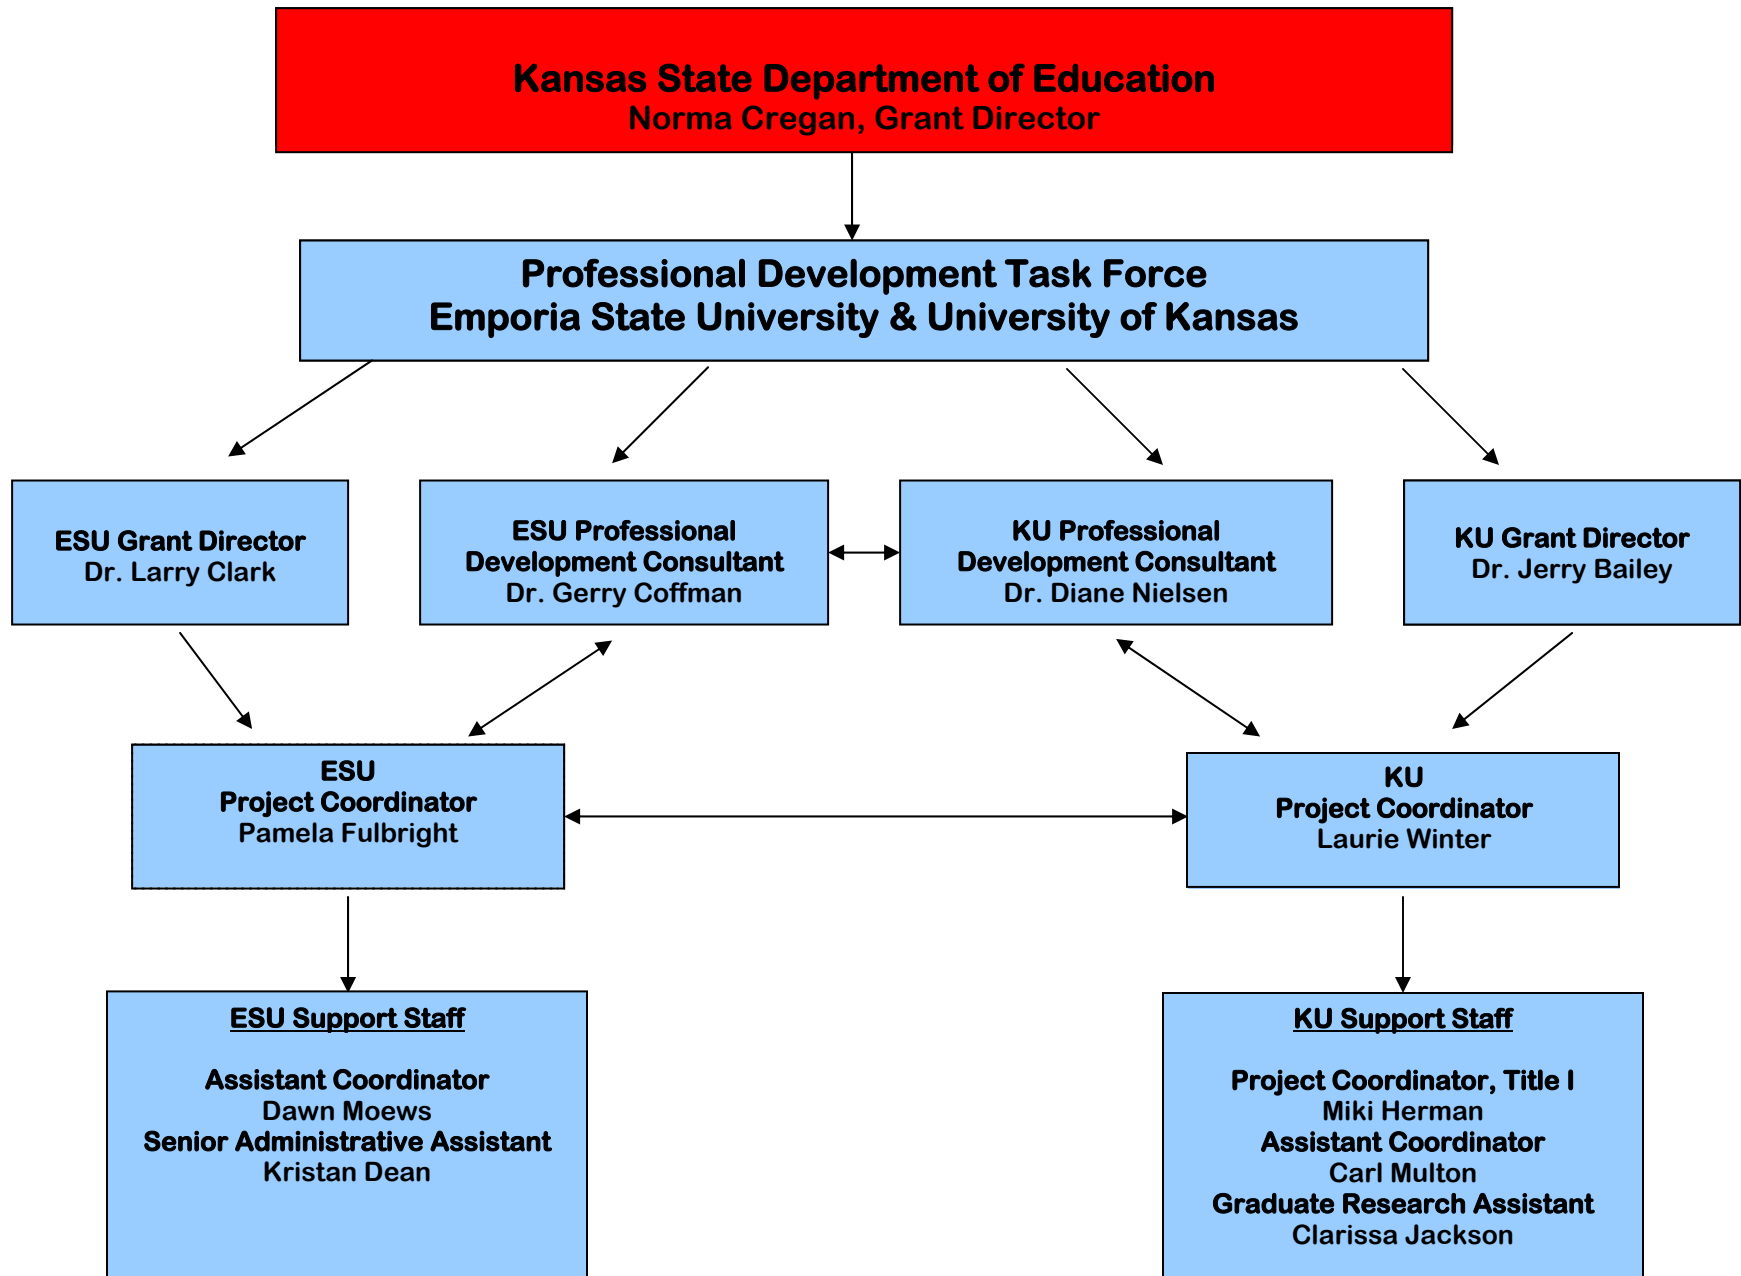 Kansas State Department of Education
Norma Cregan, Grant Director
Professional Development Task Force
Emporia State University & University of Kansas
ESU Grant Director
Dr. Larry Clark
ESU Professional
Development Consultant
Dr. Gerry Coffman
KU Professional
Development Consultant
Dr. Diane Nielsen
KU Grant Director
Dr. Jerry Bailey
ESU
Project Coordinator
Pamela Fulbright
KU
Project Coordinator
Laurie Winter
ESU Support Staff
Assistant Coordinator
Dawn Moews
Senior Administrative Assistant
Kristan Dean
KU Support Staff
Project Coordinator, Title I
Miki Herman
Assistant Coordinator
Carl Multon
Graduate Research Assistant
Clarissa Jackson